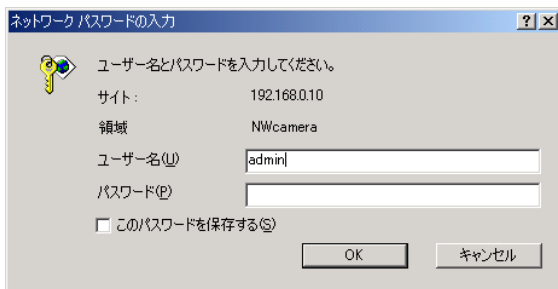 ネットワーク パスワードの入力
ユーザー名とパスワードを入力してください。
サイト: 192.168.0.10
領域 NWcamera
ユーザー名(U) admin
パスワード(P)
このパスワードを保存する(S)
OK キャンセル